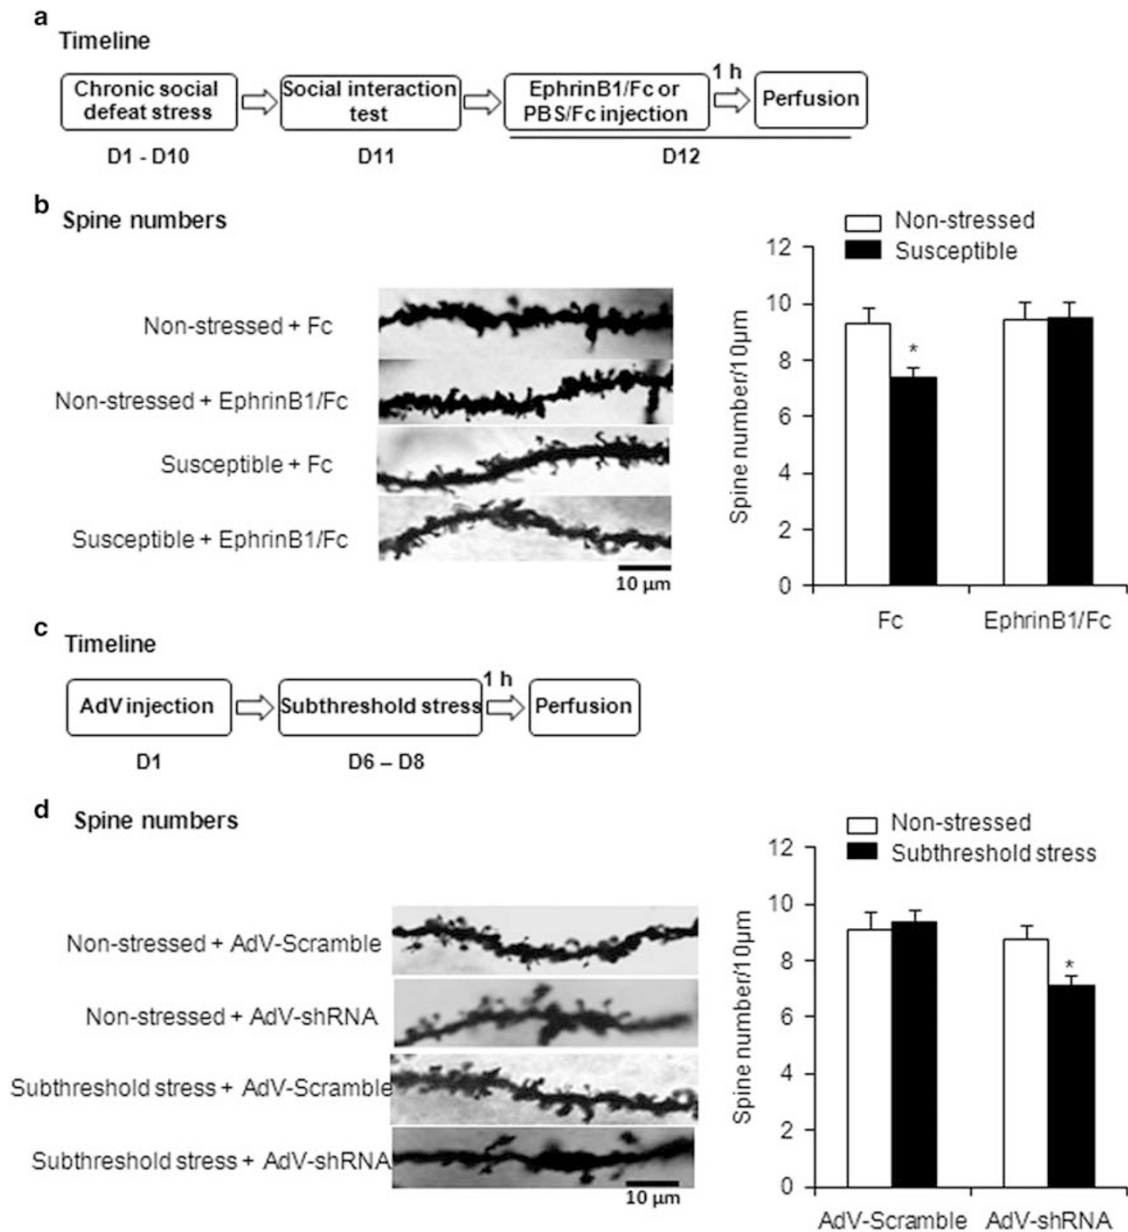 a
Timeline
Chronic social
defeat stress
Social interaction
test
EphrinB1/Fc or
PBS/Fc injection
1 h
Perfusion
D1 - D10
D11
D12
b
Spine numbers
Non-stressed + Fc
Non-stressed + EphrinB1/Fc
Susceptible + Fc
Susceptible + EphrinB1/Fc
10 µm
Non-stressed
Susceptible
Spine number/10µm
12
10
8
6
4
2
0
*
Fc
EphrinB1/Fc
c
Timeline
AdV injection
Subthreshold stress
1 h
Perfusion
D1
D6 – D8
d
Spine numbers
Non-stressed + AdV-Scramble
Non-stressed + AdV-shRNA
Subthreshold stress + AdV-Scramble
Subthreshold stress + AdV-shRNA
10 µm
Non-stressed
Subthreshold stress
Spine number/10µm
12
10
8
6
4
2
0
*
AdV-Scramble
AdV-shRNA